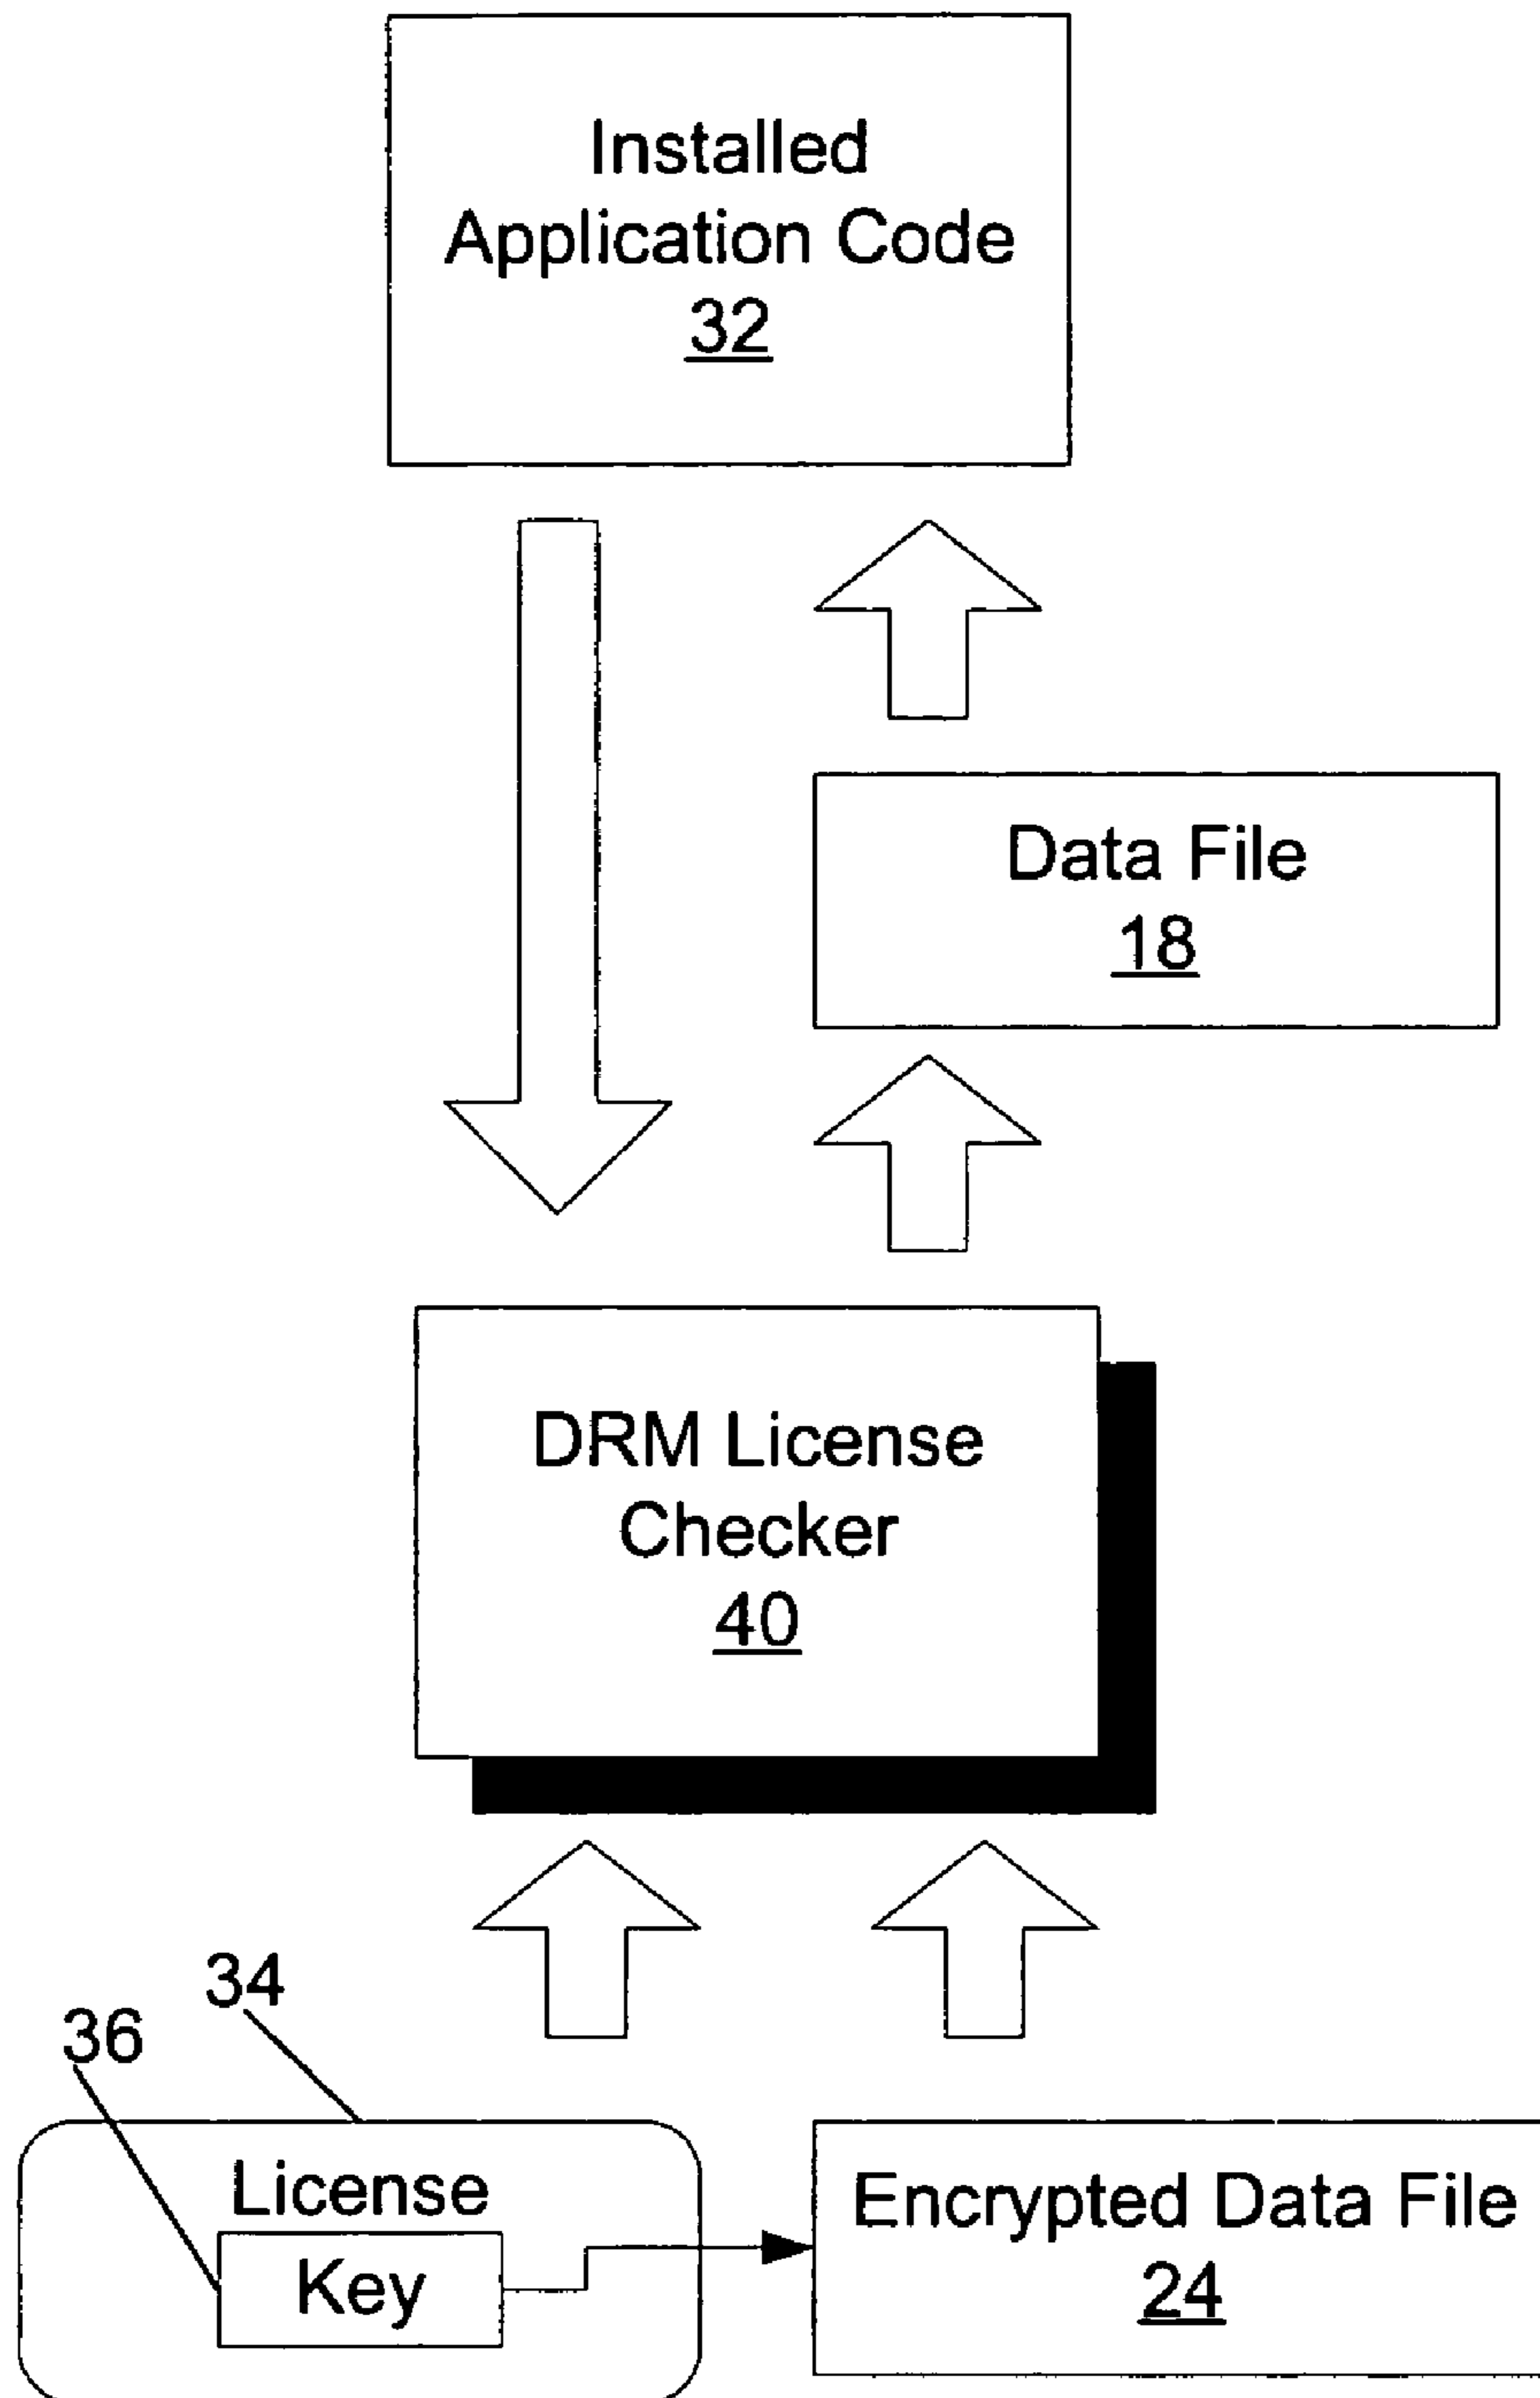 Installed
Application Code
32
Data File
18
DRM License
Checker
40
34
36
License
Key
Encrypted Data File
24